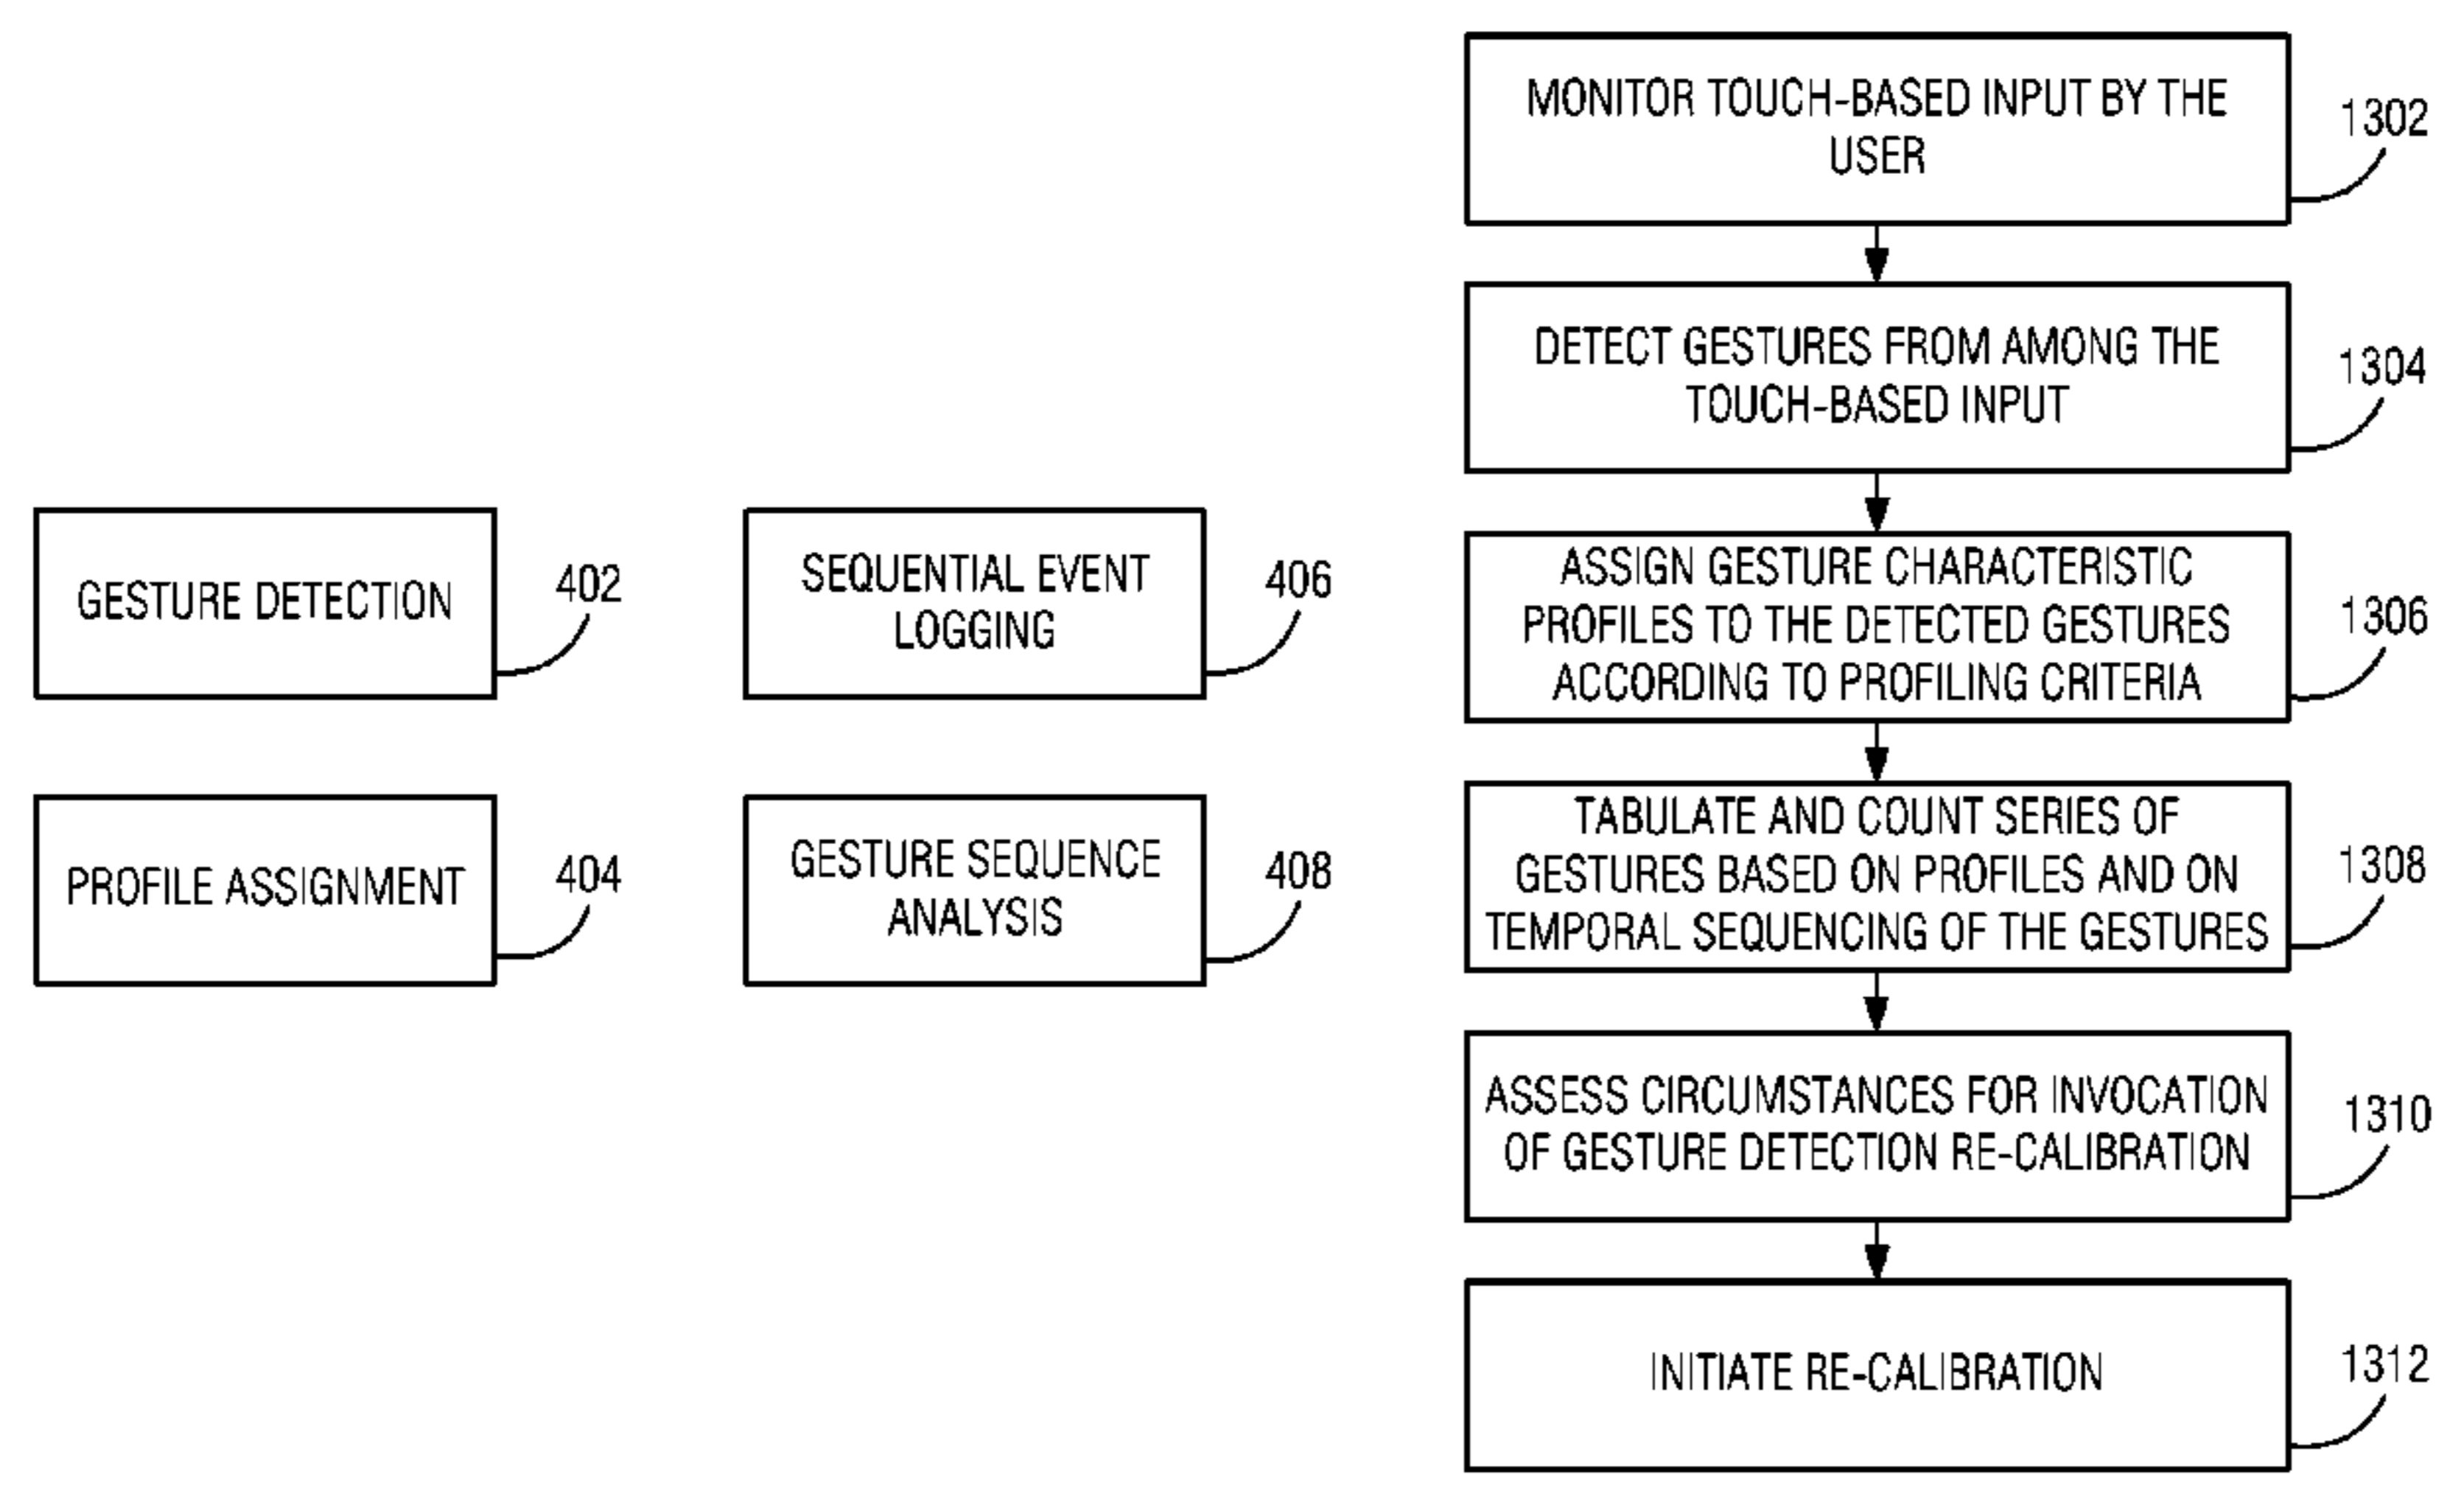 GESTURE DETECTION
402
PROFILE ASSIGNMENT
404
SEQUENTIAL EVENT
LOGGING
406
GESTURE SEQUENCE
ANALYSIS
408
MONITOR TOUCH-BASED INPUT BY THE
USER
1302
DETECT GESTURES FROM AMONG THE
TOUCH-BASED INPUT
1304
ASSIGN GESTURE CHARACTERISTIC
PROFILES TO THE DETECTED GESTURES
ACCORDING TO PROFILING CRITERIA
1306
TABULATE AND COUNT SERIES OF
GESTURES BASED ON PROFILES AND ON
TEMPORAL SEQUENCING OF THE GESTURES
1308
ASSESS CIRCUMSTANCES FOR INVOCATION
OF GESTURE DETECTION RE-CALIBRATION
1310
INITIATE RE-CALIBRATION
1312